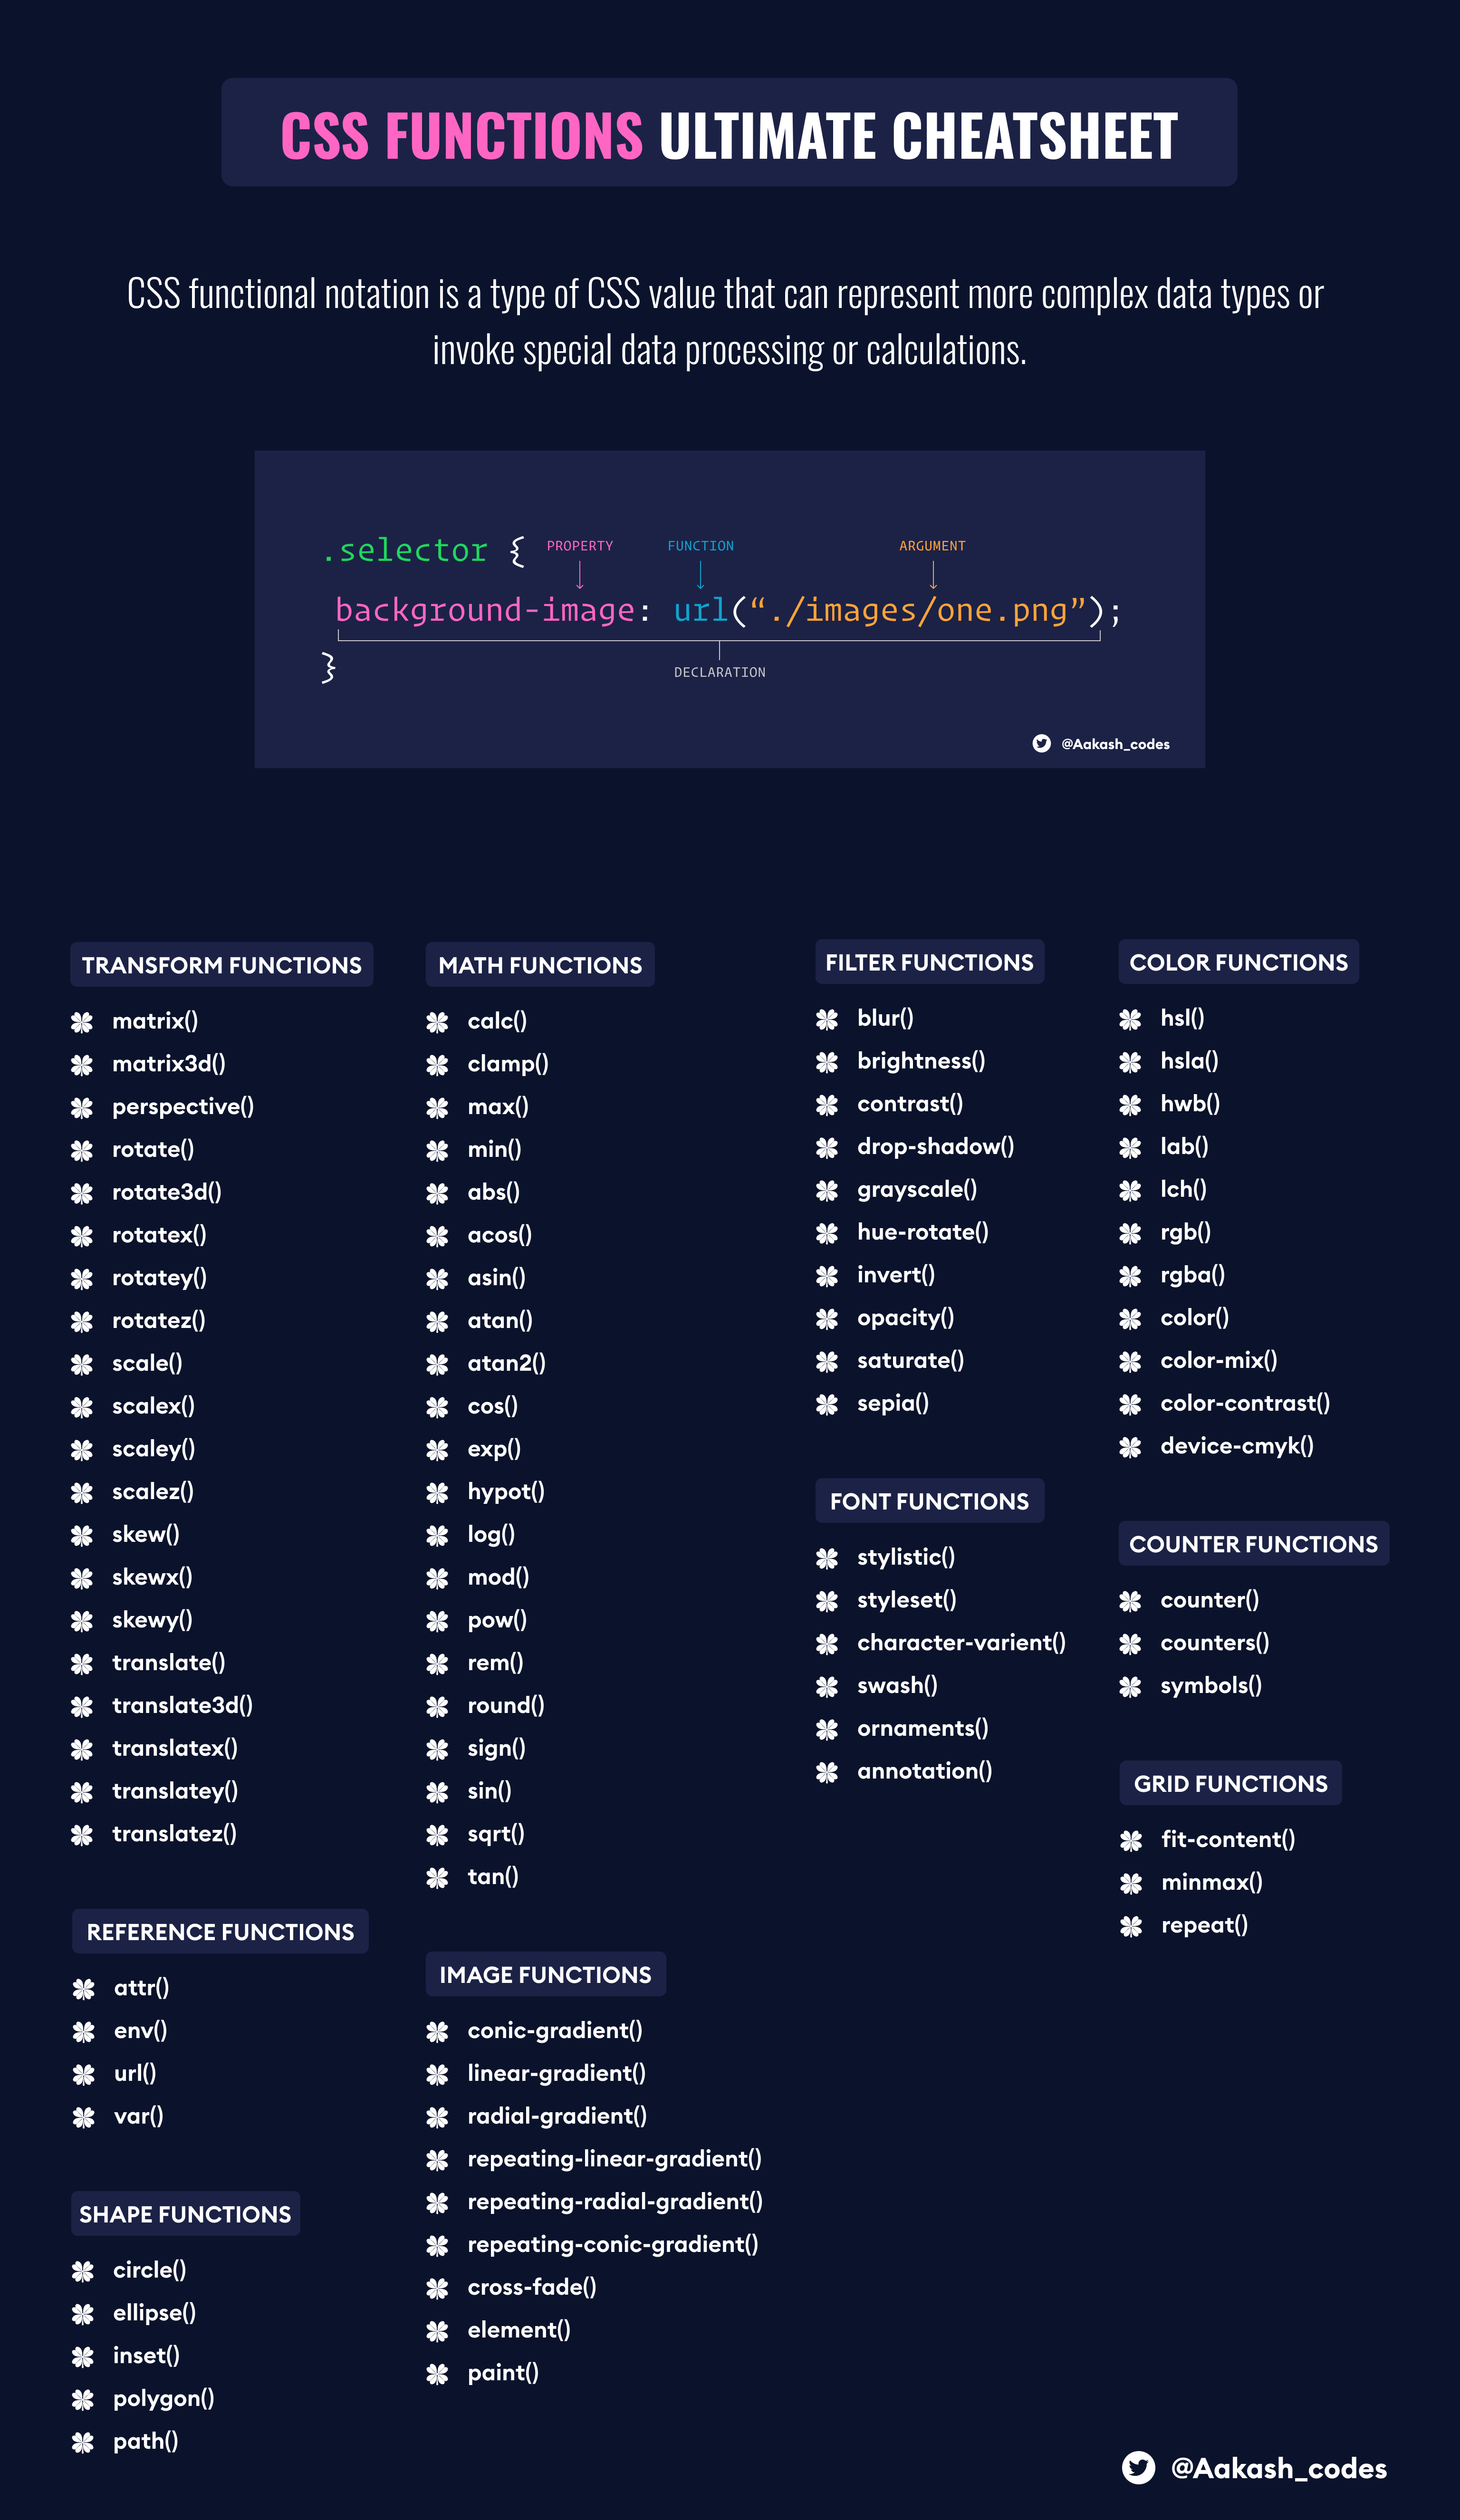 CSS FUNCTIONS ULTIMATE CHEATSHEET
CSS functional notation is a type of CSS value that can represent more complex data types or
invoke special data processing or calculations.
.selector {
PROPERTY
FUNCTION
ARGUMENT
background-image: url(“./images/one.png”);
}
DECLARATION
@Aakash_codes
TRANSFORM FUNCTIONS
matrix()
matrix3d()
perspective()
rotate()
rotate3d()
rotatex()
rotatey()
rotatez()
scale()
scalex()
scaley()
scalez()
skew()
skewx()
skewy()
translate()
translate3d()
translatex()
translatey()
translatez()
REFERENCE FUNCTIONS
attr()
env()
url()
var()
SHAPE FUNCTIONS
circle()
ellipse()
inset()
polygon()
path()
MATH FUNCTIONS
calc()
clamp()
max()
min()
abs()
acos()
asin()
atan()
atan2()
cos()
exp()
hypot()
log()
mod()
pow()
rem()
round()
sign()
sin()
sqrt()
tan()
IMAGE FUNCTIONS
conic-gradient()
linear-gradient()
radial-gradient()
repeating-linear-gradient()
repeating-radial-gradient()
repeating-conic-gradient()
cross-fade()
element()
paint()
FILTER FUNCTIONS
blur()
brightness()
contrast()
drop-shadow()
grayscale()
hue-rotate()
invert()
opacity()
saturate()
sepia()
FONT FUNCTIONS
stylistic()
styleset()
character-varient()
swash()
ornaments()
annotation()
COLOR FUNCTIONS
hsl()
hsla()
hwb()
lab()
lch()
rgb()
rgba()
color()
color-mix()
color-contrast()
device-cmyk()
COUNTER FUNCTIONS
counter()
counters()
symbols()
GRID FUNCTIONS
fit-content()
minmax()
repeat()
@Aakash_codes